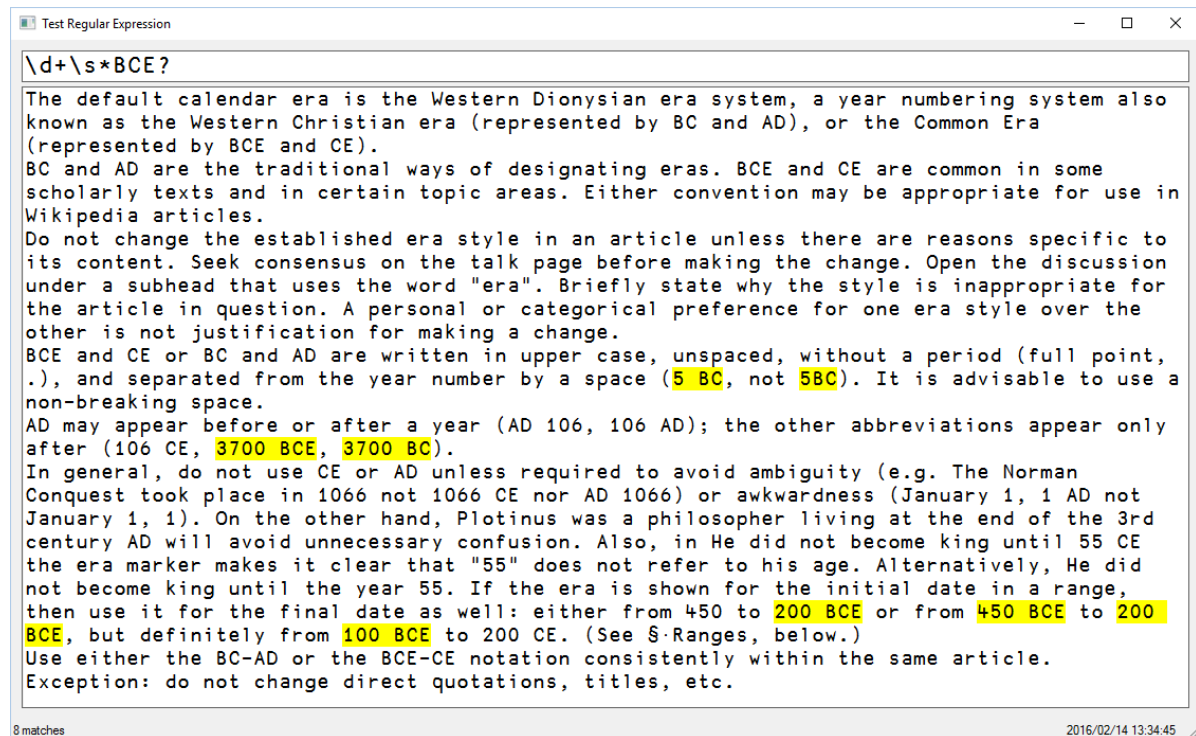 Test Regular Expression
\d+\s*BCE?
The default calendar era is the Western Dionysian era system, a year numbering system also
known as the Western Christian era (represented by BC and AD), or the Common Era
(represented by BCE and CE).
BC and AD are the traditional ways of designating eras. BCE and CE are common in some
scholarly texts and in certain topic areas. Either convention may be appropriate for use in
Wikipedia articles.
Do not change the established era style in an article unless there are reasons specific to
its content. Seek consensus on the talk page before making the change. Open the discussion
under a subhead that uses the word "era". Briefly state why the style is inappropriate for
the article in question. A personal or categorical preference for one era style over the
other is not justification for making a change.
BCE and CE or BC and AD are written in upper case, unspaced, without a period (full point,
.), and separated from the year number by a space (5 BC, not 5BC). It is advisable to use a
non-breaking space.
AD may appear before or after a year (AD 106, 106 AD); the other abbreviations appear only
after (106 CE, 3700 BCE, 3700 BC).
In general, do not use CE or AD unless required to avoid ambiguity (e.g. The Norman
Conquest took place in 1066 not 1066 CE nor AD 1066) or awkwardness (January 1, 1 AD not
January 1, 1). On the other hand, Plotinus was a philosopher living at the end of the 3rd
century AD will avoid unnecessary confusion. Also, in He did not become king until 55 CE
the era marker makes it clear that "55" does not refer to his age. Alternatively, He did
not become king until the year 55. If the era is shown for the initial date in a range,
then use it for the final date as well: either from 450 to 200 BCE or from 450 BCE to 200
BCE, but definitely from 100 BCE to 200 CE. (See §·Ranges, below.)
Use either the BC-AD or the BCE-CE notation consistently within the same article.
Exception: do not change direct quotations, titles, etc.
8 matches
2016/02/14 13:34:45